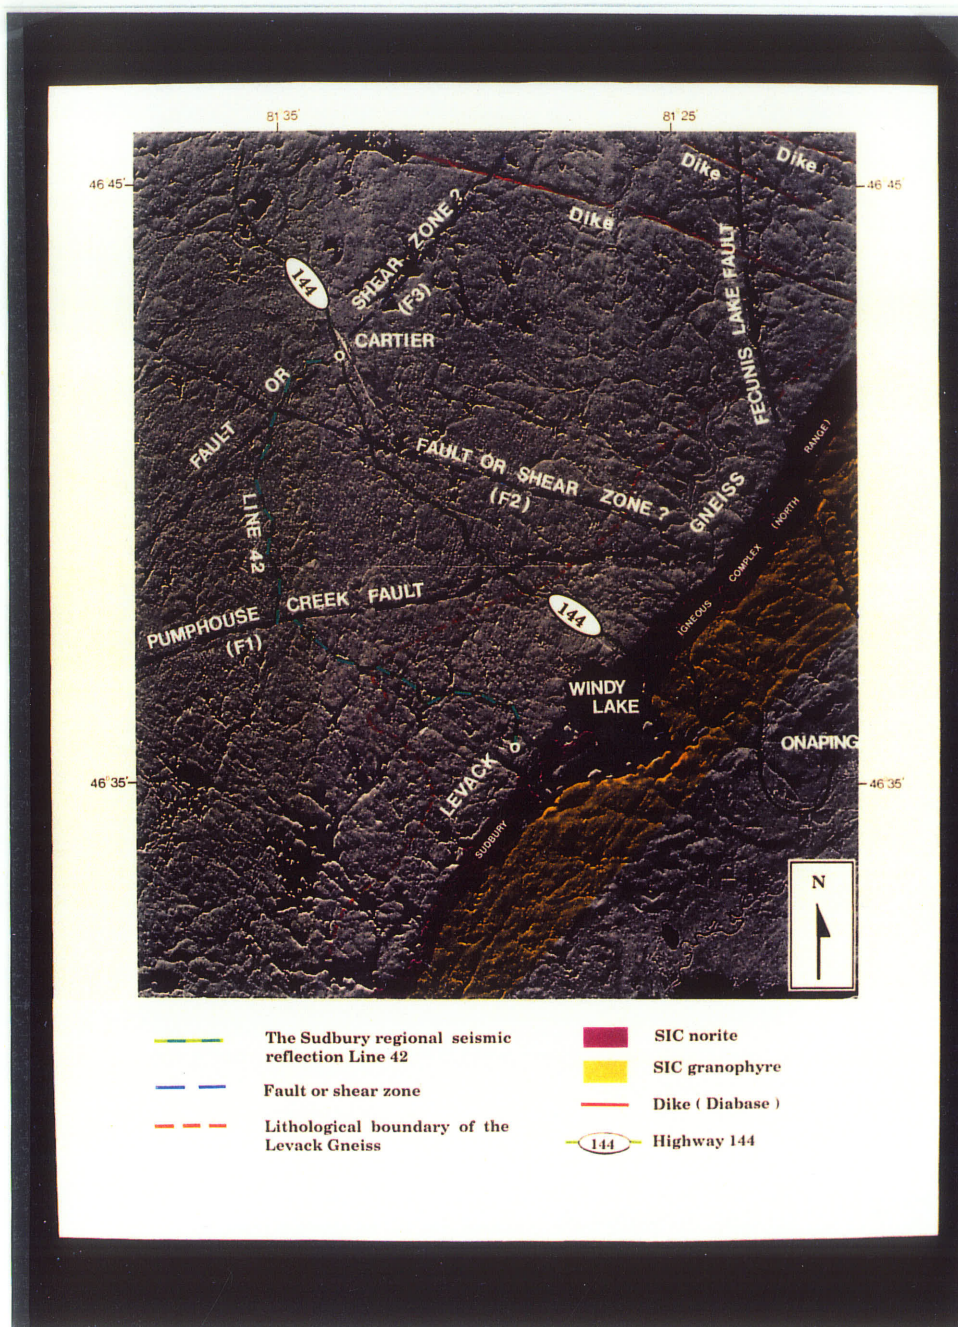 81°35'
81°25'
46 45'
46 45'
Dike
Dike
Dike
144
SHEAR ZONE ?
(F3)
FECUNIS LAKE FAULT
CARTIER
FAULT OR
FAULT OR SHEAR ZONE ?
(F2)
LINE 42
GNEISS
SUDBURY IGNEOUS COMPLEX (NORTH RANGE)
PUMPHOUSE CREEK FAULT
(F1)
144
WINDY
LAKE
LEVACK
ONAPING
46°35'
46°35'
N
The Sudbury regional seismic
reflection Line 42
Fault or shear zone
Lithological boundary of the
Levack Gneiss
SIC norite
SIC granophyre
Dike ( Diabase )
144 Highway 144